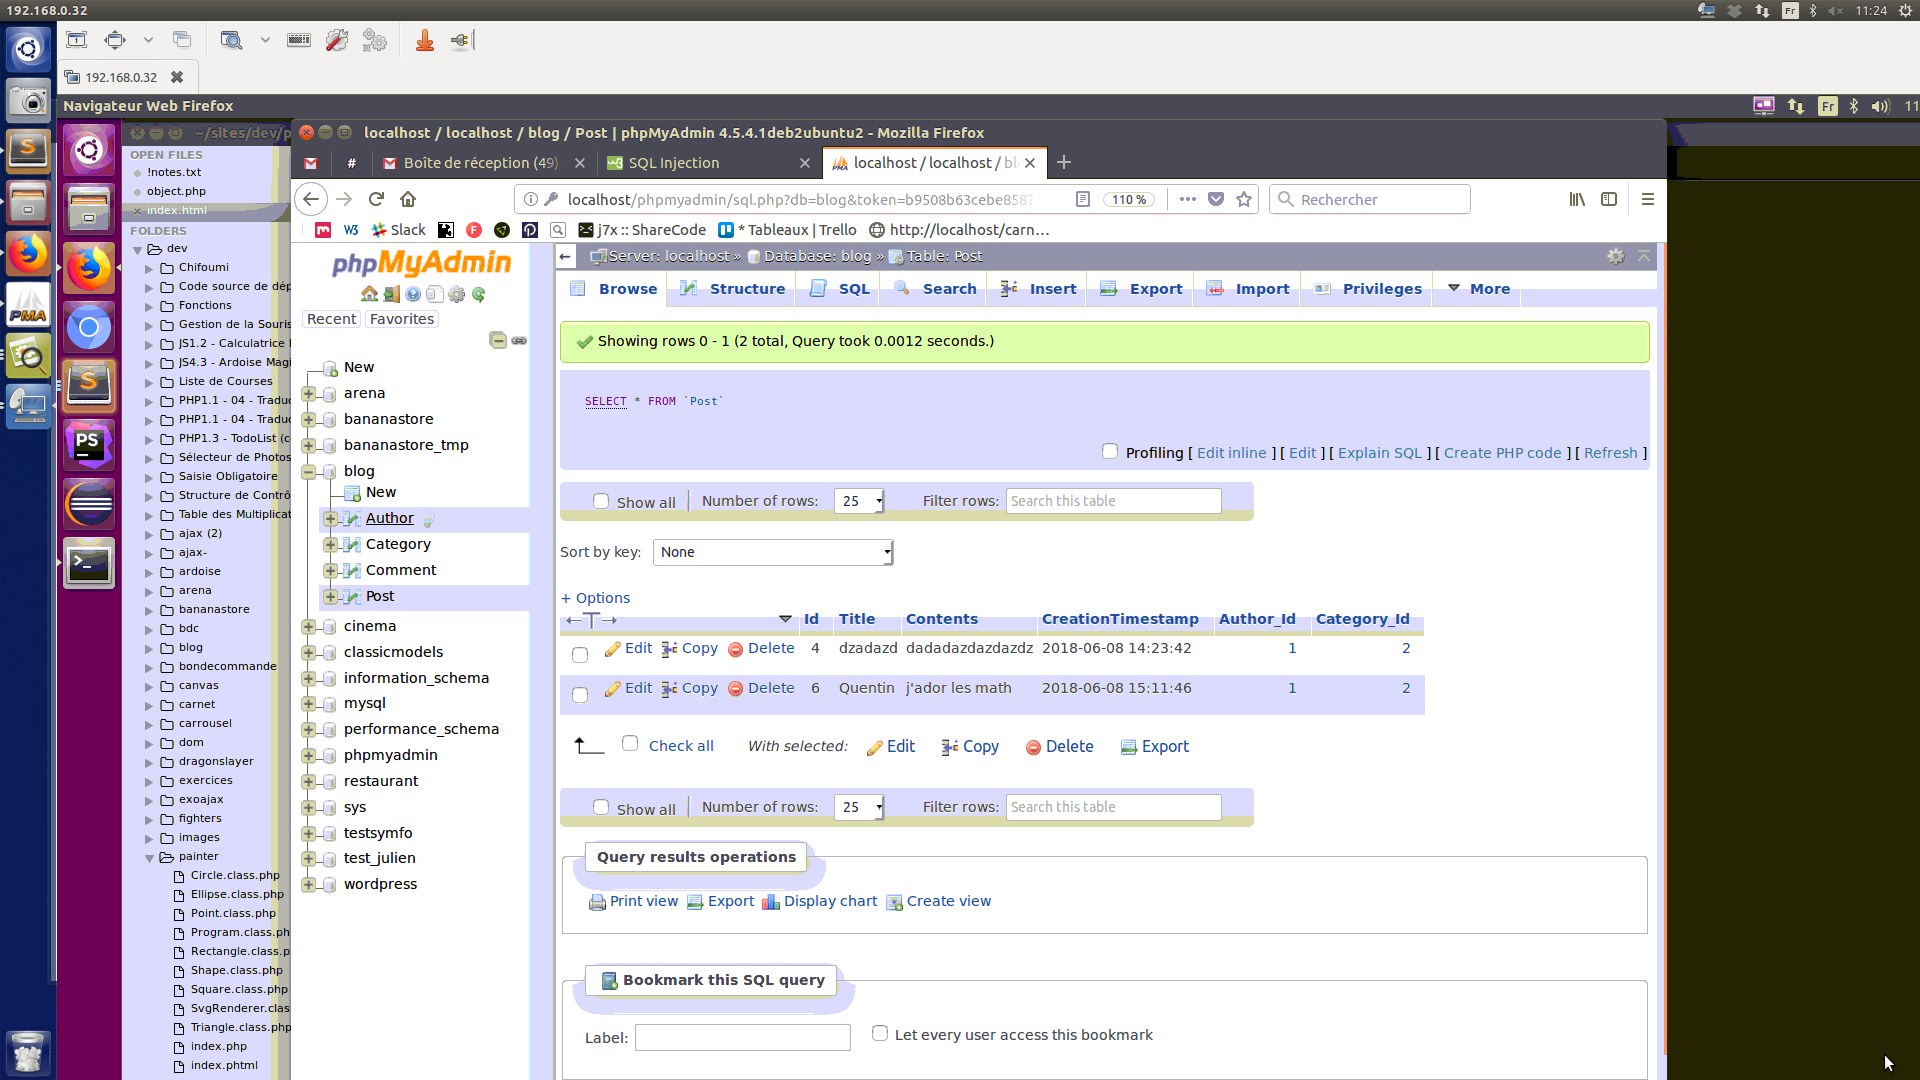 192.168.0.32
Fr
11:24
192.168.0.32
Navigateur Web Firefox
Fr
11
~/sites/dev/p
localhost / localhost / blog / Post | phpMyAdmin 4.5.4.1deb2ubuntu2 - Mozilla Firefox
OPEN FILES
!notes.txt
object.php
index.html
Boîte de réception (49)
SQL Injection
localhost / localhost / bl
localhost/phpmyadmin/sql.php?db=blog&token=b9508b63cebe8587
110 %
Rechercher
Slack
j7x :: ShareCode
* Tableaux | Trello
http://localhost/carn...
FOLDERS
dev
Chifoumi
Code source de dép
Fonctions
Gestion de la Souris
JS1.2 - Calculatrice
JS4.3 - Ardoise Magi
Liste de Courses
PHP1.1 - 04 - Traduc
PHP1.1 - 04 - Traduc
PHP1.3 - TodoList (c
Sélecteur de Photos
Saisie Obligatoire
Structure de Contrô
Table des Multiplicat
ajax (2)
ajax-
ardoise
arena
bananastore
bdc
blog
bondecommande
canvas
carnet
carrousel
dom
dragonslayer
exercices
exoajax
fighters
images
painter
Circle.class.php
Ellipse.class.php
Point.class.php
Program.class.ph
Rectangle.class.p
Shape.class.php
Square.class.php
SvgRenderer.clas
Triangle.class.php
index.php
index.phtml
phpMyAdmin
Recent
Favorites
New
arena
bananastore
bananastore_tmp
blog
New
Author
Category
Comment
Post
cinema
classicmodels
information_schema
mysql
performance_schema
phpmyadmin
restaurant
sys
testsymfo
test_julien
wordpress
Server: localhost » Database: blog » Table: Post
Browse Structure SQL Search Insert Export Import Privileges More
Showing rows 0 - 1 (2 total, Query took 0.0012 seconds.)
SELECT * FROM `Post`
Profiling [ Edit inline ] [ Edit ] [ Explain SQL ] [ Create PHP code ] [ Refresh ]
Show all Number of rows: 25 Filter rows: Search this table
Sort by key: None
+ Options
Id Title Contents CreationTimestamp Author_Id Category_Id
Edit Copy Delete 4 dzadazd dadadazdazdazdz 2018-06-08 14:23:42 1 2
Edit Copy Delete 6 Quentin j'ador les math 2018-06-08 15:11:46 1 2
Check all With selected: Edit Copy Delete Export
Show all Number of rows: 25 Filter rows: Search this table
Query results operations
Print view Export Display chart Create view
Bookmark this SQL query
Label:
Let every user access this bookmark
PMA
PS